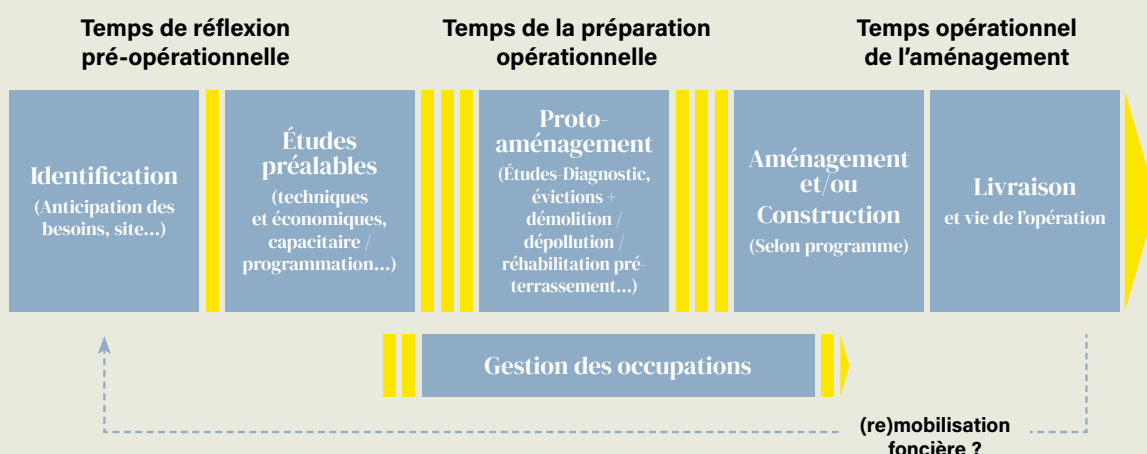 Temps de réflexion
pré-opérationnelle
Temps de la préparation
opérationnelle
Temps opérationnel
de l’aménagement
Identification
(Anticipation des
besoins, site...)
Études
préalables
(techniques
et économiques,
capacitaire /
programmation...)
Proto-
aménagement
(Études-Diagnostic,
évictions +
démolition /
dépollution /
réhabilitation pré-
terrassement...)
Aménagement
et/ou
Construction
(Selon programme)
Livraison
et vie de l’opération
Gestion des occupations
(re)mobilisation
foncière ?